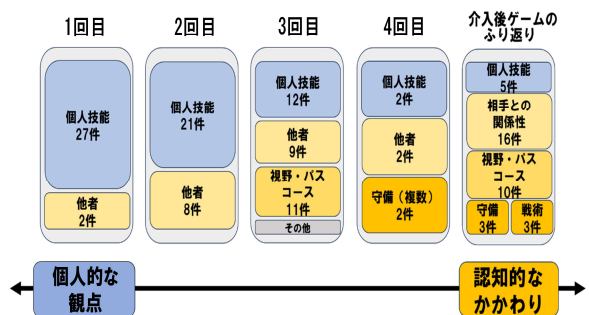 1回目
個人技能
27件
他者
2件
2回目
個人技能
21件
他者
8件
3回目
個人技能
12件
他者
9件
視野・パス
コース
11件
その他
4回目
個人技能
2件
他者
2件
守備（複数）
2件
介入後ゲームの
ふり返り
個人技能
5件
相手との
関係性
16件
視野・パス
コース
10件
守備
3件
戦術
3件
個人的な
観点
認知的な
かかわり